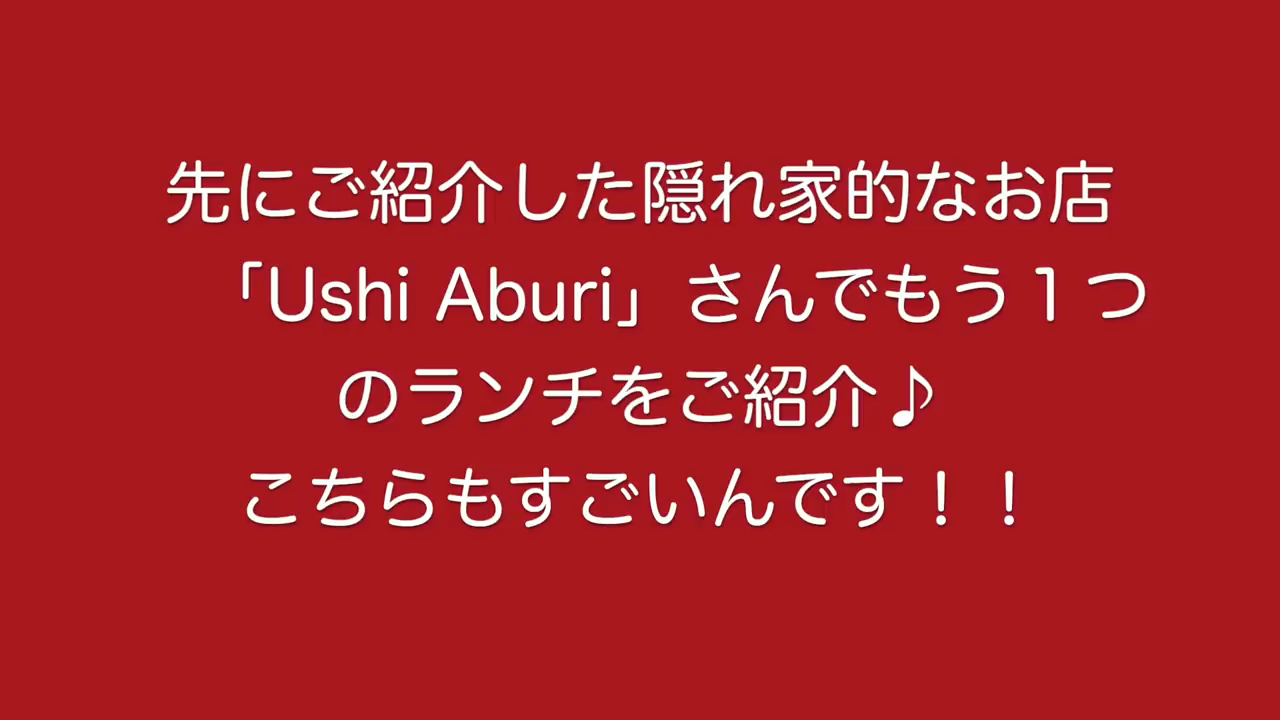 先にご紹介した隠れ家的なお店
「Ushi Aburi」さんでもう１つ
のランチをご紹介♪
こちらもすごいんです！！